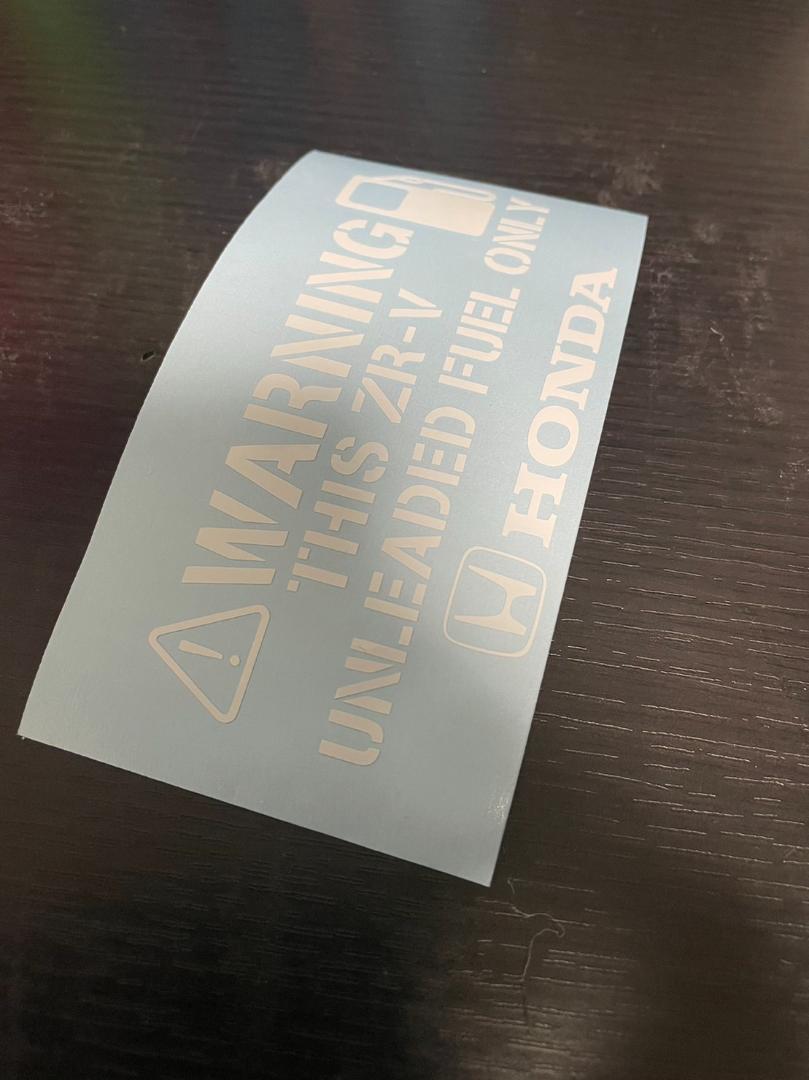 WARNING
THIS ZR-V
UNLEADED FUEL ONLY
HONDA